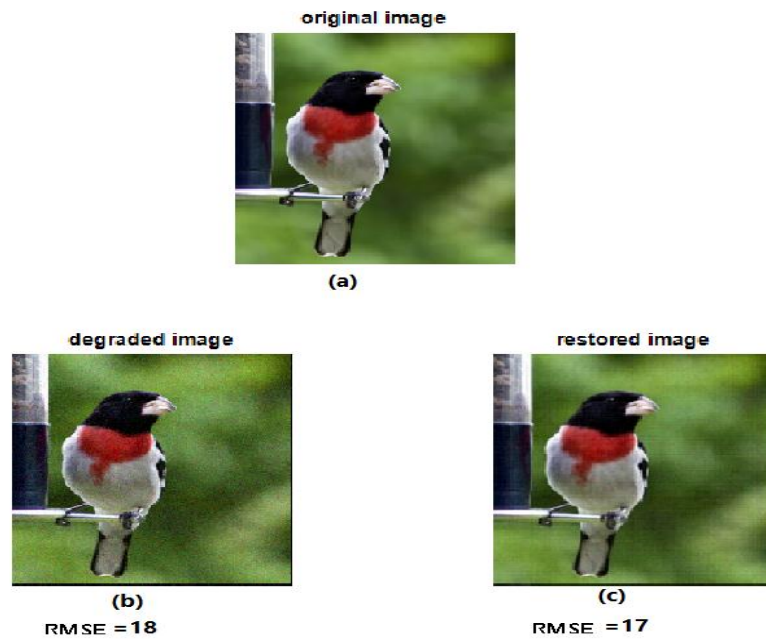 original image
(a)
degraded image
restored image
(b)
(c)
RMSE =18
RMSE =17